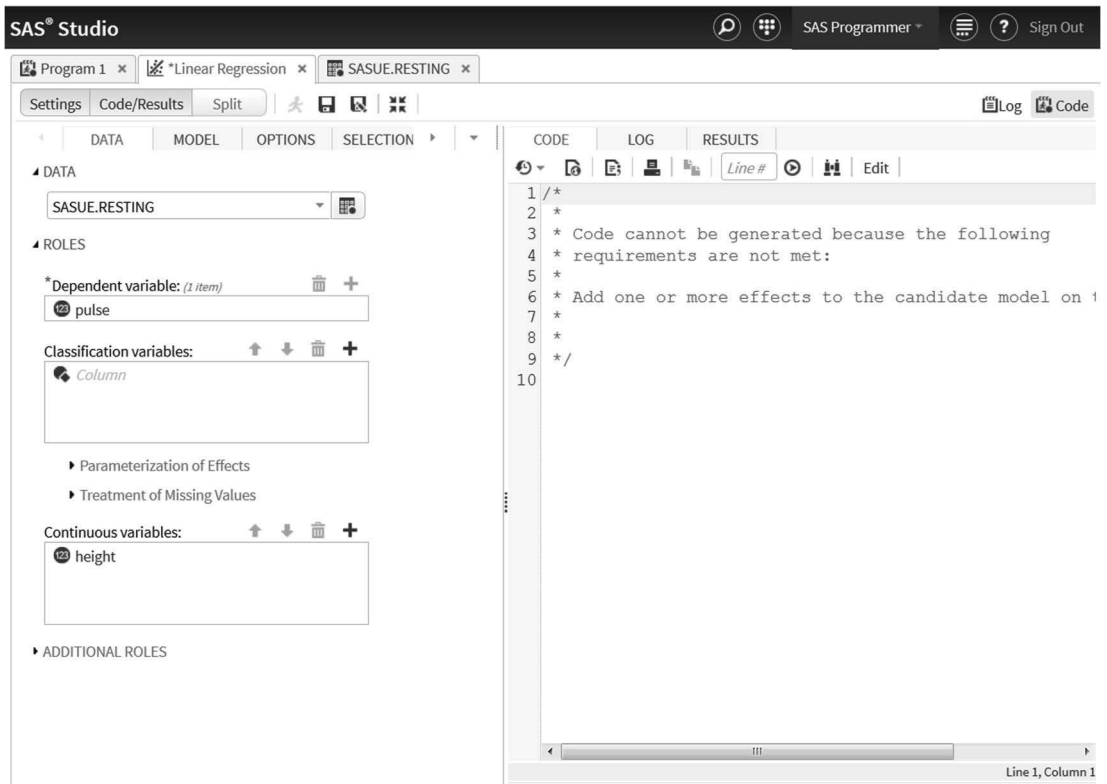 SAS® Studio
SAS Programmer
Sign Out
Program 1
*Linear Regression
SASUE.RESTING
Settings
Code/Results
Split
Log
Code
DATA
MODEL
OPTIONS
SELECTION
DATA
SASUE.RESTING
ROLES
*Dependent variable: (1 item)
123 pulse
Classification variables:
Column
Parameterization of Effects
Treatment of Missing Values
Continuous variables:
123 height
ADDITIONAL ROLES
CODE
LOG
RESULTS
Line #
Edit
1 /*
2 *
3 * Code cannot be generated because the following
4 * requirements are not met:
5 *
6 * Add one or more effects to the candidate model on
7 *
8 *
9 */
10
Line 1, Column 1